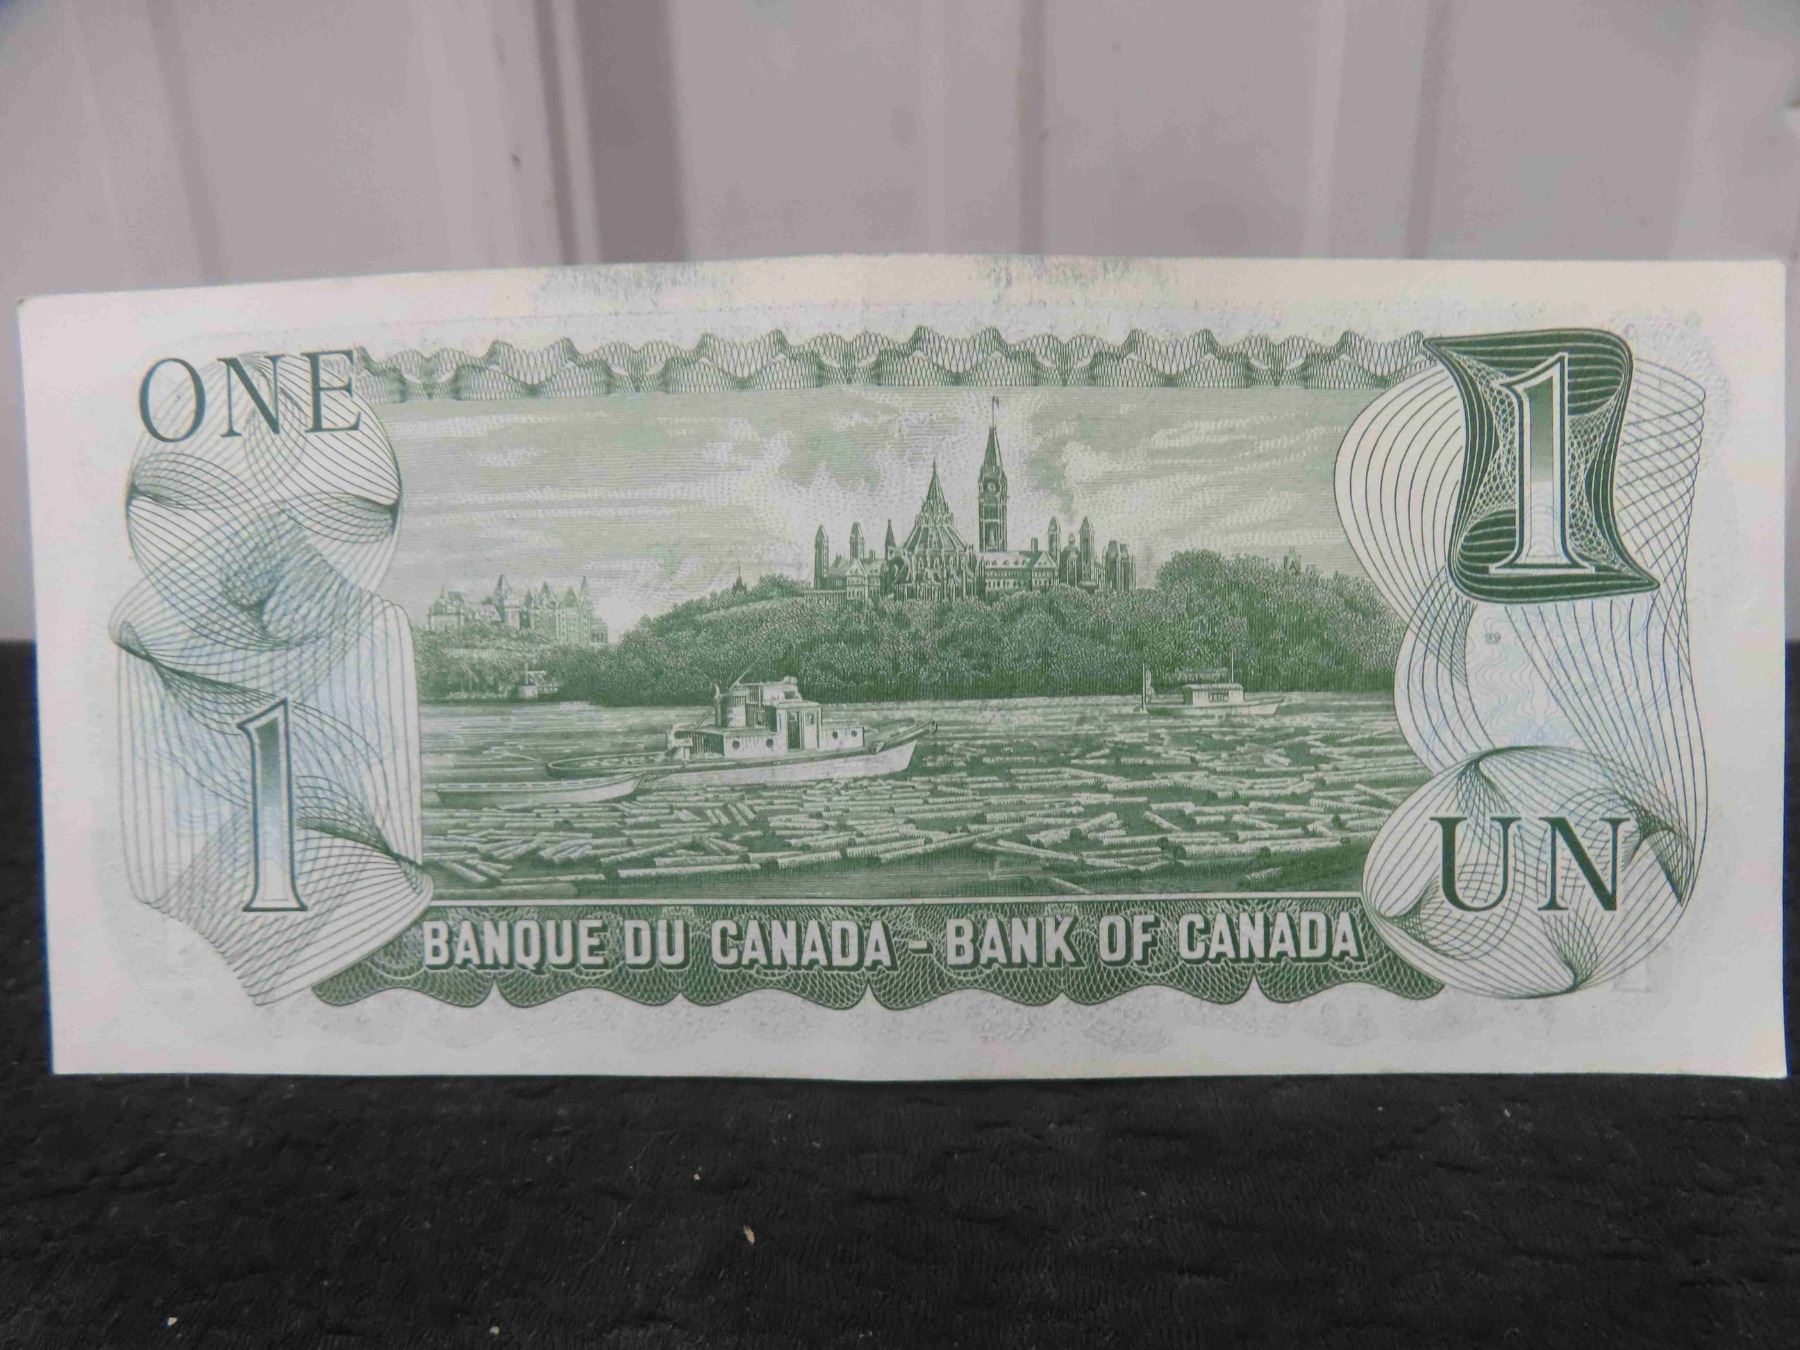 ONE
1
1
UN
BANQUE DU CANADA - BANK OF CANADA